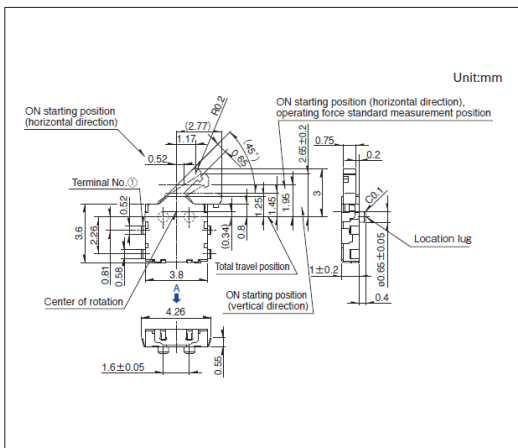 Unit:mm
ON starting position
(horizontal direction)
(2.77)
1.17
0.52
R0.2
(45˚)
0.65
ON starting position (horizontal direction),
operating force standard measurement position
2.65±0.2
0.75
0.2
3
C0.1
Terminal No.①
0.52
3.6
2.26
0.81
0.58
3.8
(0.34)
0.8
1.25
1.45
1.95
Location lug
ø0.65±0.05
Total travel position
1±0.2
0.4
Center of rotation
A
ON starting position
(vertical direction)
4.26
1.6±0.05
0.55